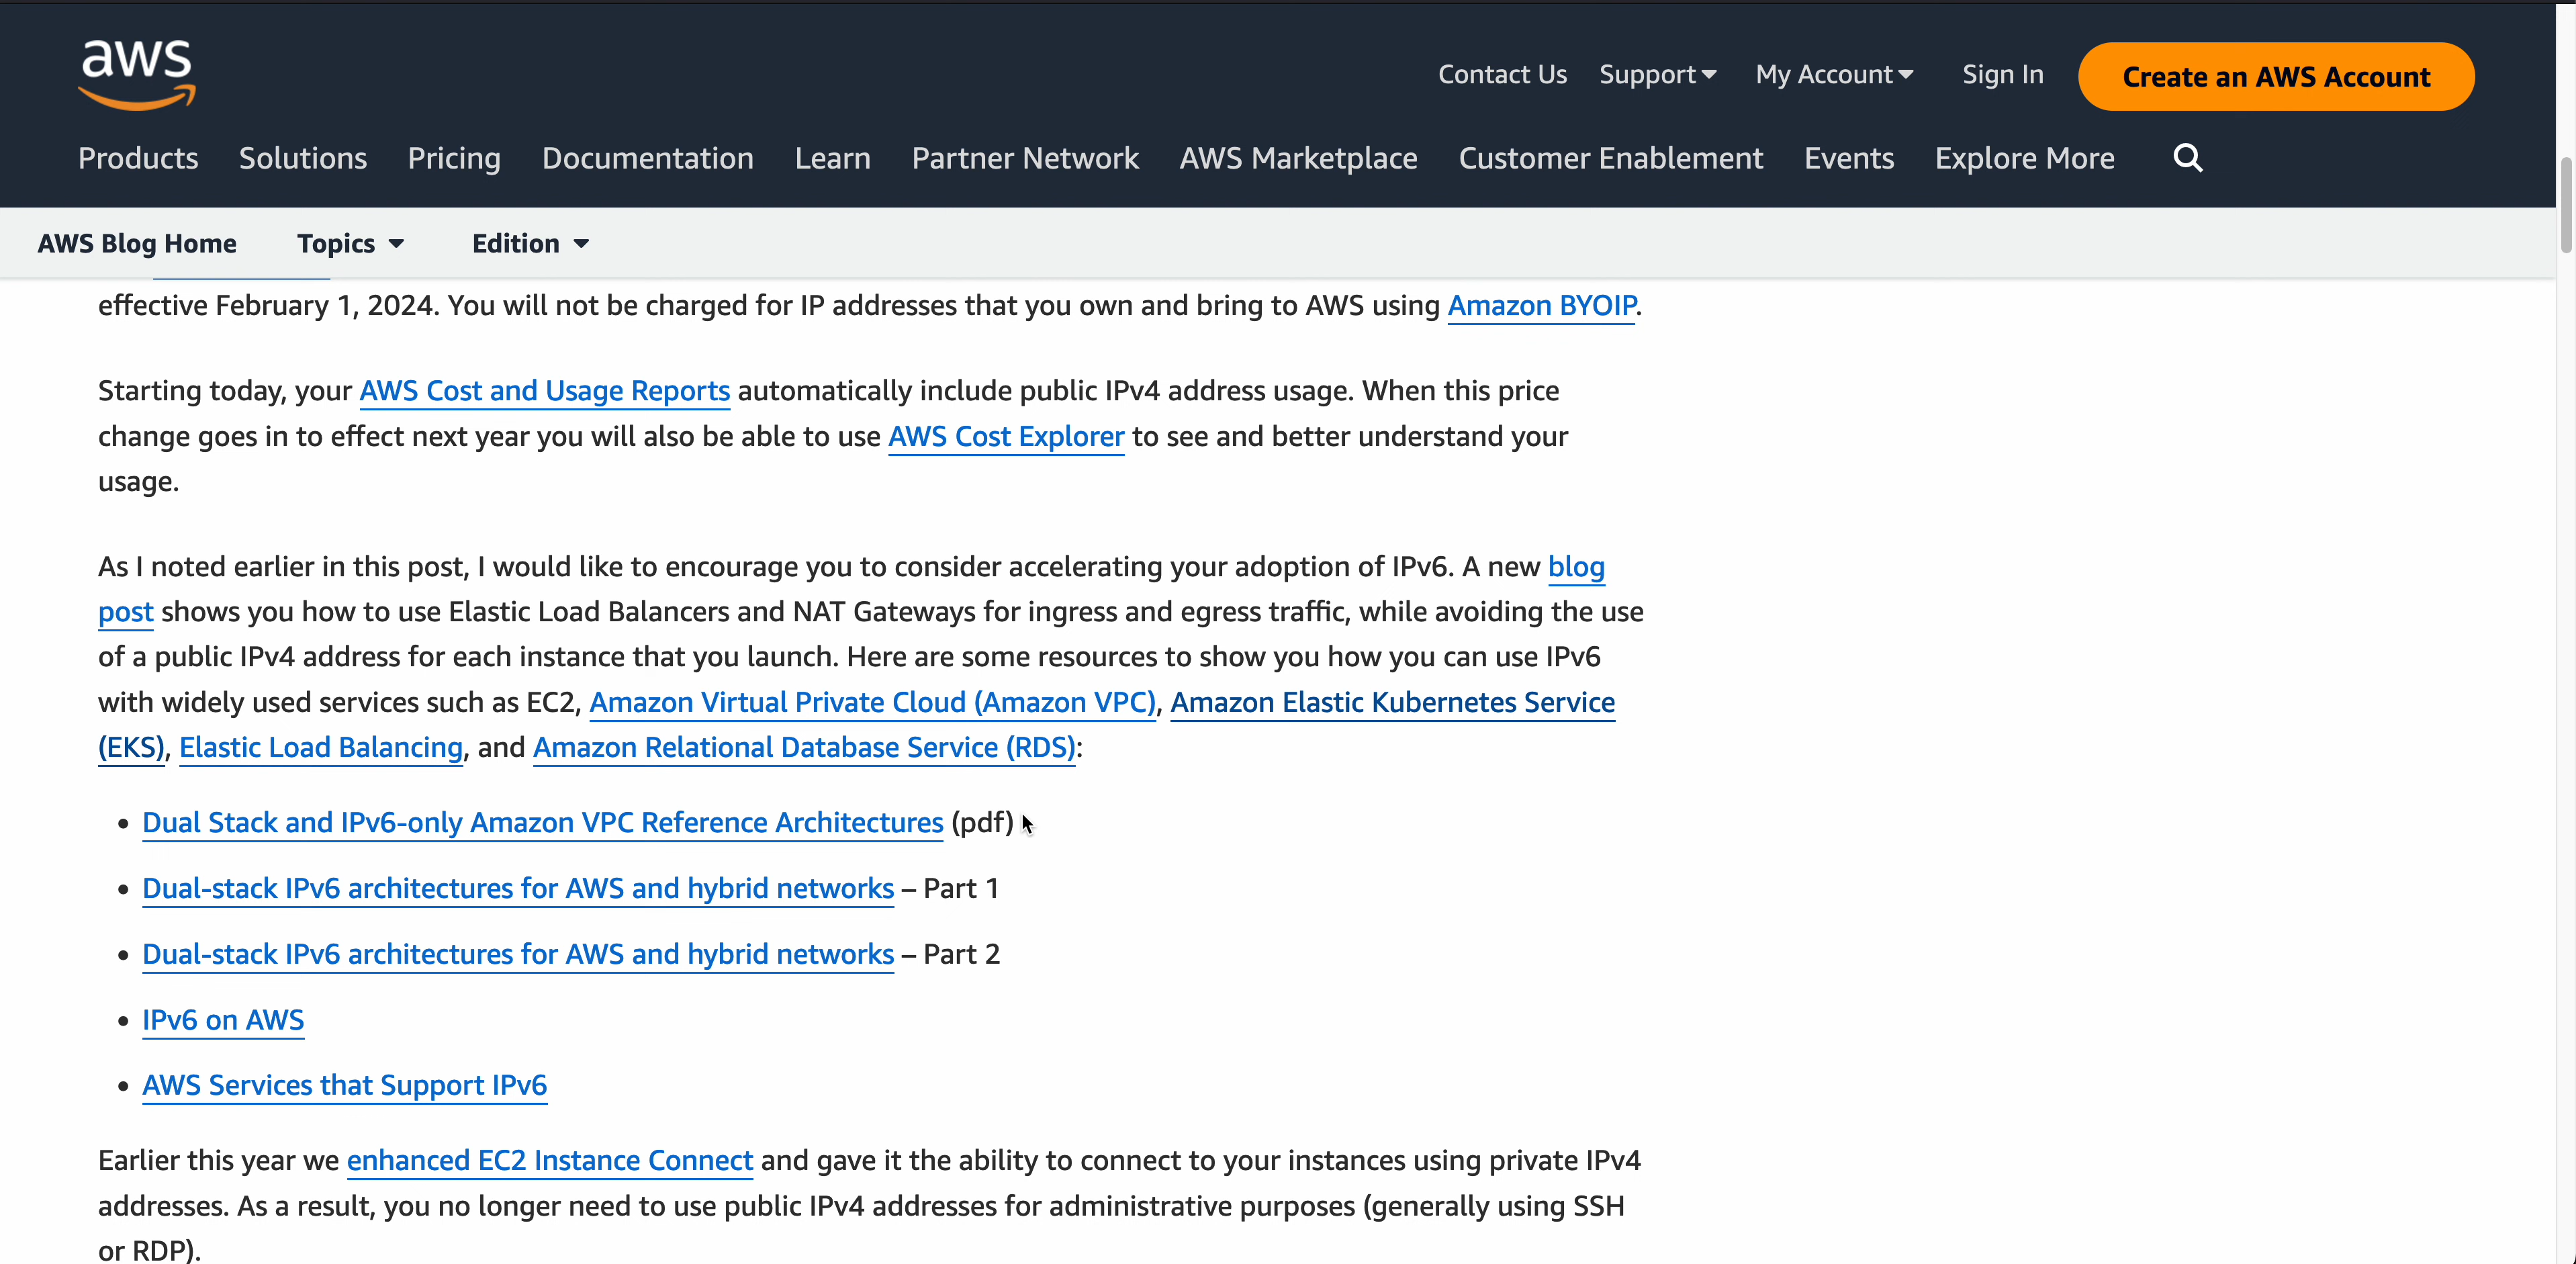 aws
Contact Us Support My Account Sign In Create an AWS Account
Products Solutions Pricing Documentation Learn Partner Network AWS Marketplace Customer Enablement Events Explore More
AWS Blog Home Topics Edition
effective February 1, 2024. You will not be charged for IP addresses that you own and bring to AWS using Amazon BYOIP.
Starting today, your AWS Cost and Usage Reports automatically include public IPv4 address usage. When this price
change goes in to effect next year you will also be able to use AWS Cost Explorer to see and better understand your
usage.
As I noted earlier in this post, I would like to encourage you to consider accelerating your adoption of IPv6. A new blog
post shows you how to use Elastic Load Balancers and NAT Gateways for ingress and egress traffic, while avoiding the use
of a public IPv4 address for each instance that you launch. Here are some resources to show you how you can use IPv6
with widely used services such as EC2, Amazon Virtual Private Cloud (Amazon VPC), Amazon Elastic Kubernetes Service
(EKS), Elastic Load Balancing, and Amazon Relational Database Service (RDS):
• Dual Stack and IPv6-only Amazon VPC Reference Architectures (pdf)
• Dual-stack IPv6 architectures for AWS and hybrid networks – Part 1
• Dual-stack IPv6 architectures for AWS and hybrid networks – Part 2
• IPv6 on AWS
• AWS Services that Support IPv6
Earlier this year we enhanced EC2 Instance Connect and gave it the ability to connect to your instances using private IPv4
addresses. As a result, you no longer need to use public IPv4 addresses for administrative purposes (generally using SSH
or RDP).